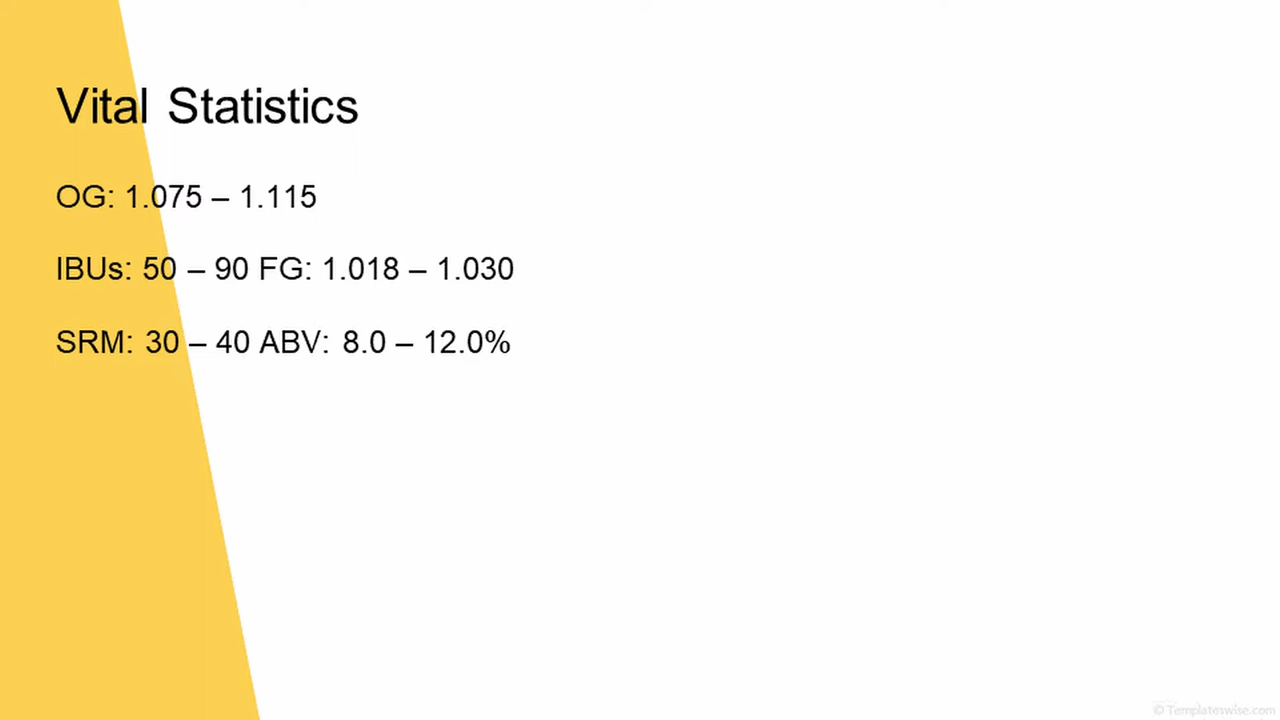 Vital Statistics
OG: 1.075 – 1.115
IBUs: 50 – 90 FG: 1.018 – 1.030
SRM: 30 – 40 ABV: 8.0 – 12.0%
© Templateswise.com